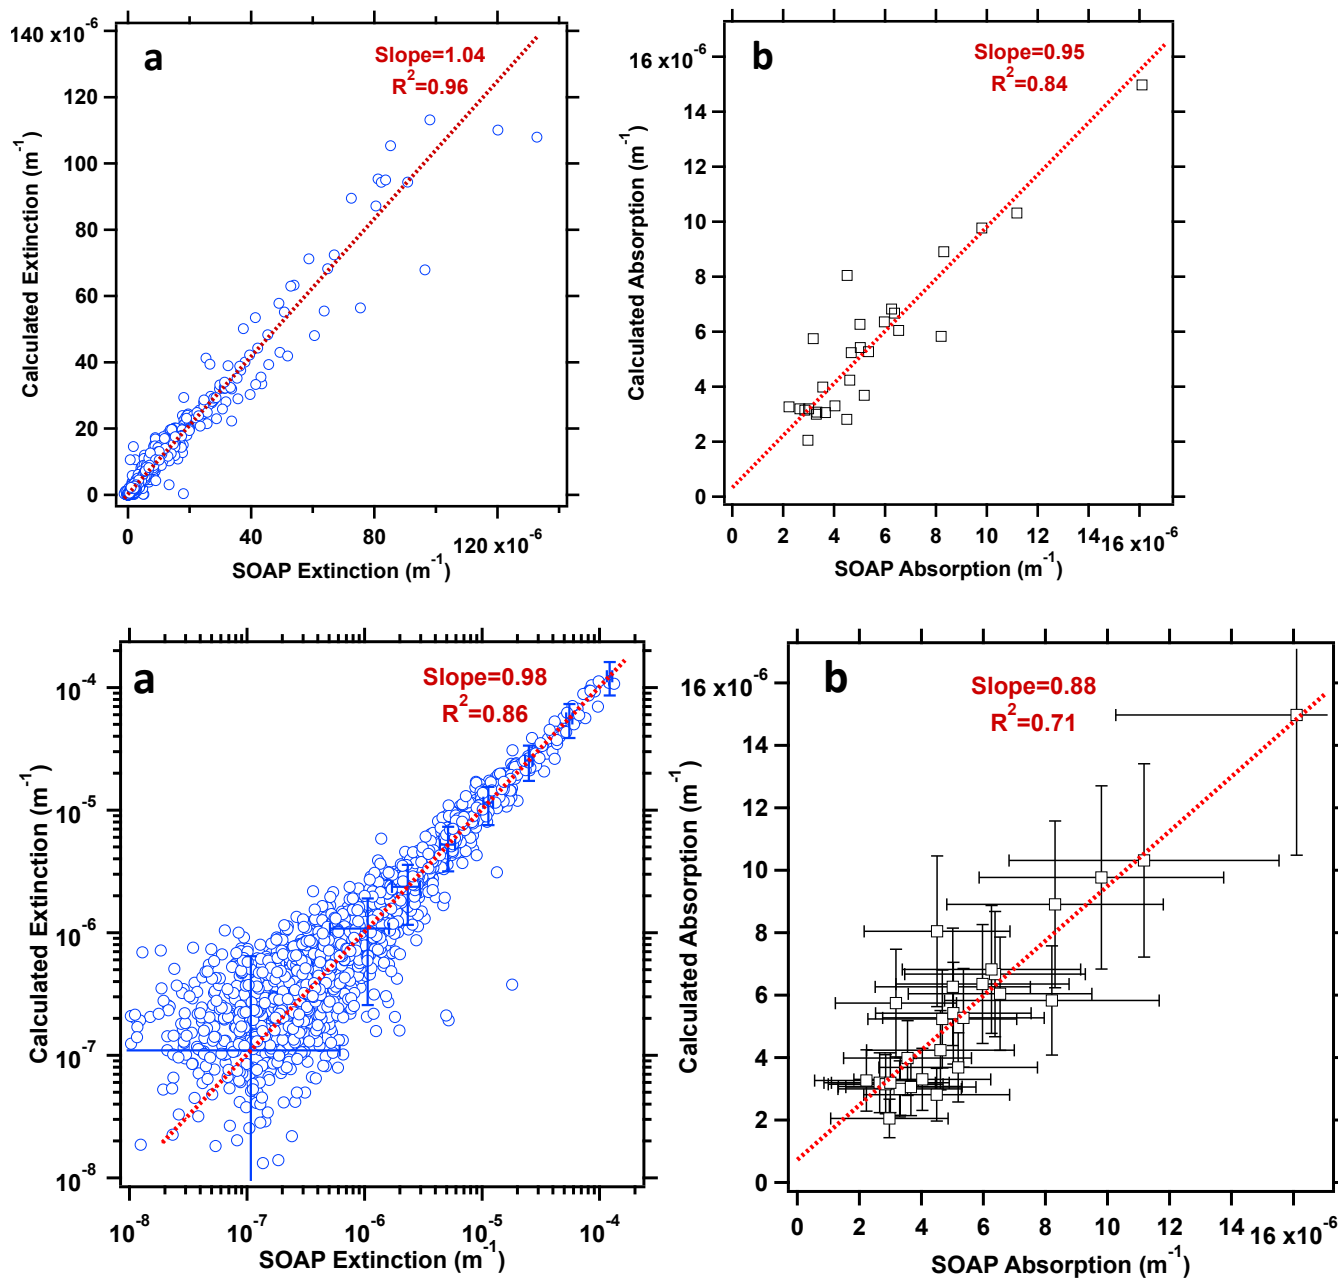 140 x10⁻⁶
120
100
80
60
40
20
0
Calculated Extinction (m⁻¹)
a
Slope=1.04
R²=0.96
0
40
80
120 x10⁻⁶
SOAP Extinction (m⁻¹)
16 x10⁻⁶
14
12
10
8
6
4
2
0
Calculated Absorption (m⁻¹)
b
Slope=0.95
R²=0.84
0
2
4
6
8
10
12
14
16 x10⁻⁶
SOAP Absorption (m⁻¹)
10⁻⁴
10⁻⁵
10⁻⁶
10⁻⁷
10⁻⁸
Calculated Extinction (m⁻¹)
a
Slope=0.98
R²=0.86
10⁻⁸
10⁻⁷
10⁻⁶
10⁻⁵
10⁻⁴
SOAP Extinction (m⁻¹)
16 x10⁻⁶
14
12
10
8
6
4
2
0
Calculated Absorption (m⁻¹)
b
Slope=0.88
R²=0.71
0
2
4
6
8
10
12
14
16 x10⁻⁶
SOAP Absorption (m⁻¹)